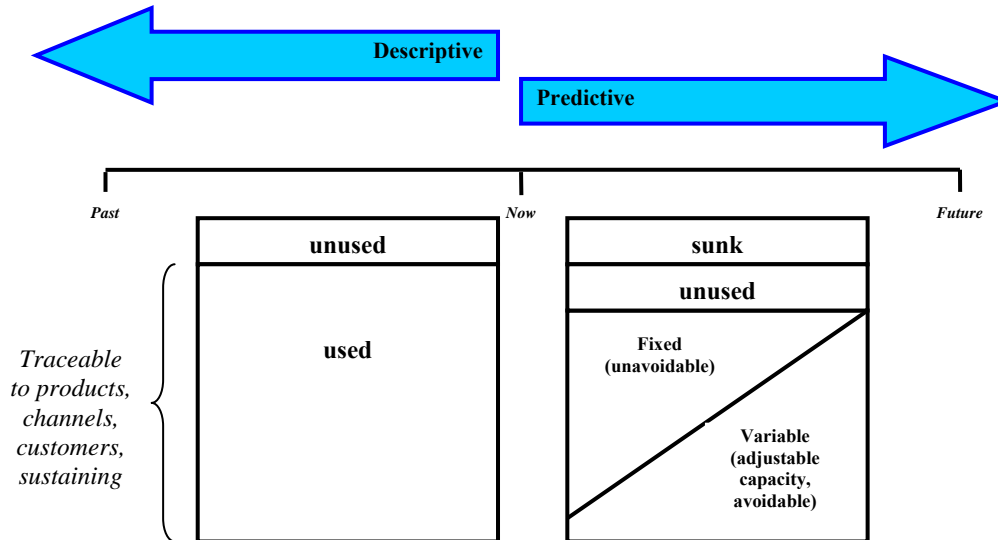 Descriptive
Predictive
Past
Now
Future
unused
sunk
unused
used
Fixed
(unavoidable)
Traceable
to products,
channels,
customers,
sustaining
Variable
(adjustable
capacity,
avoidable)